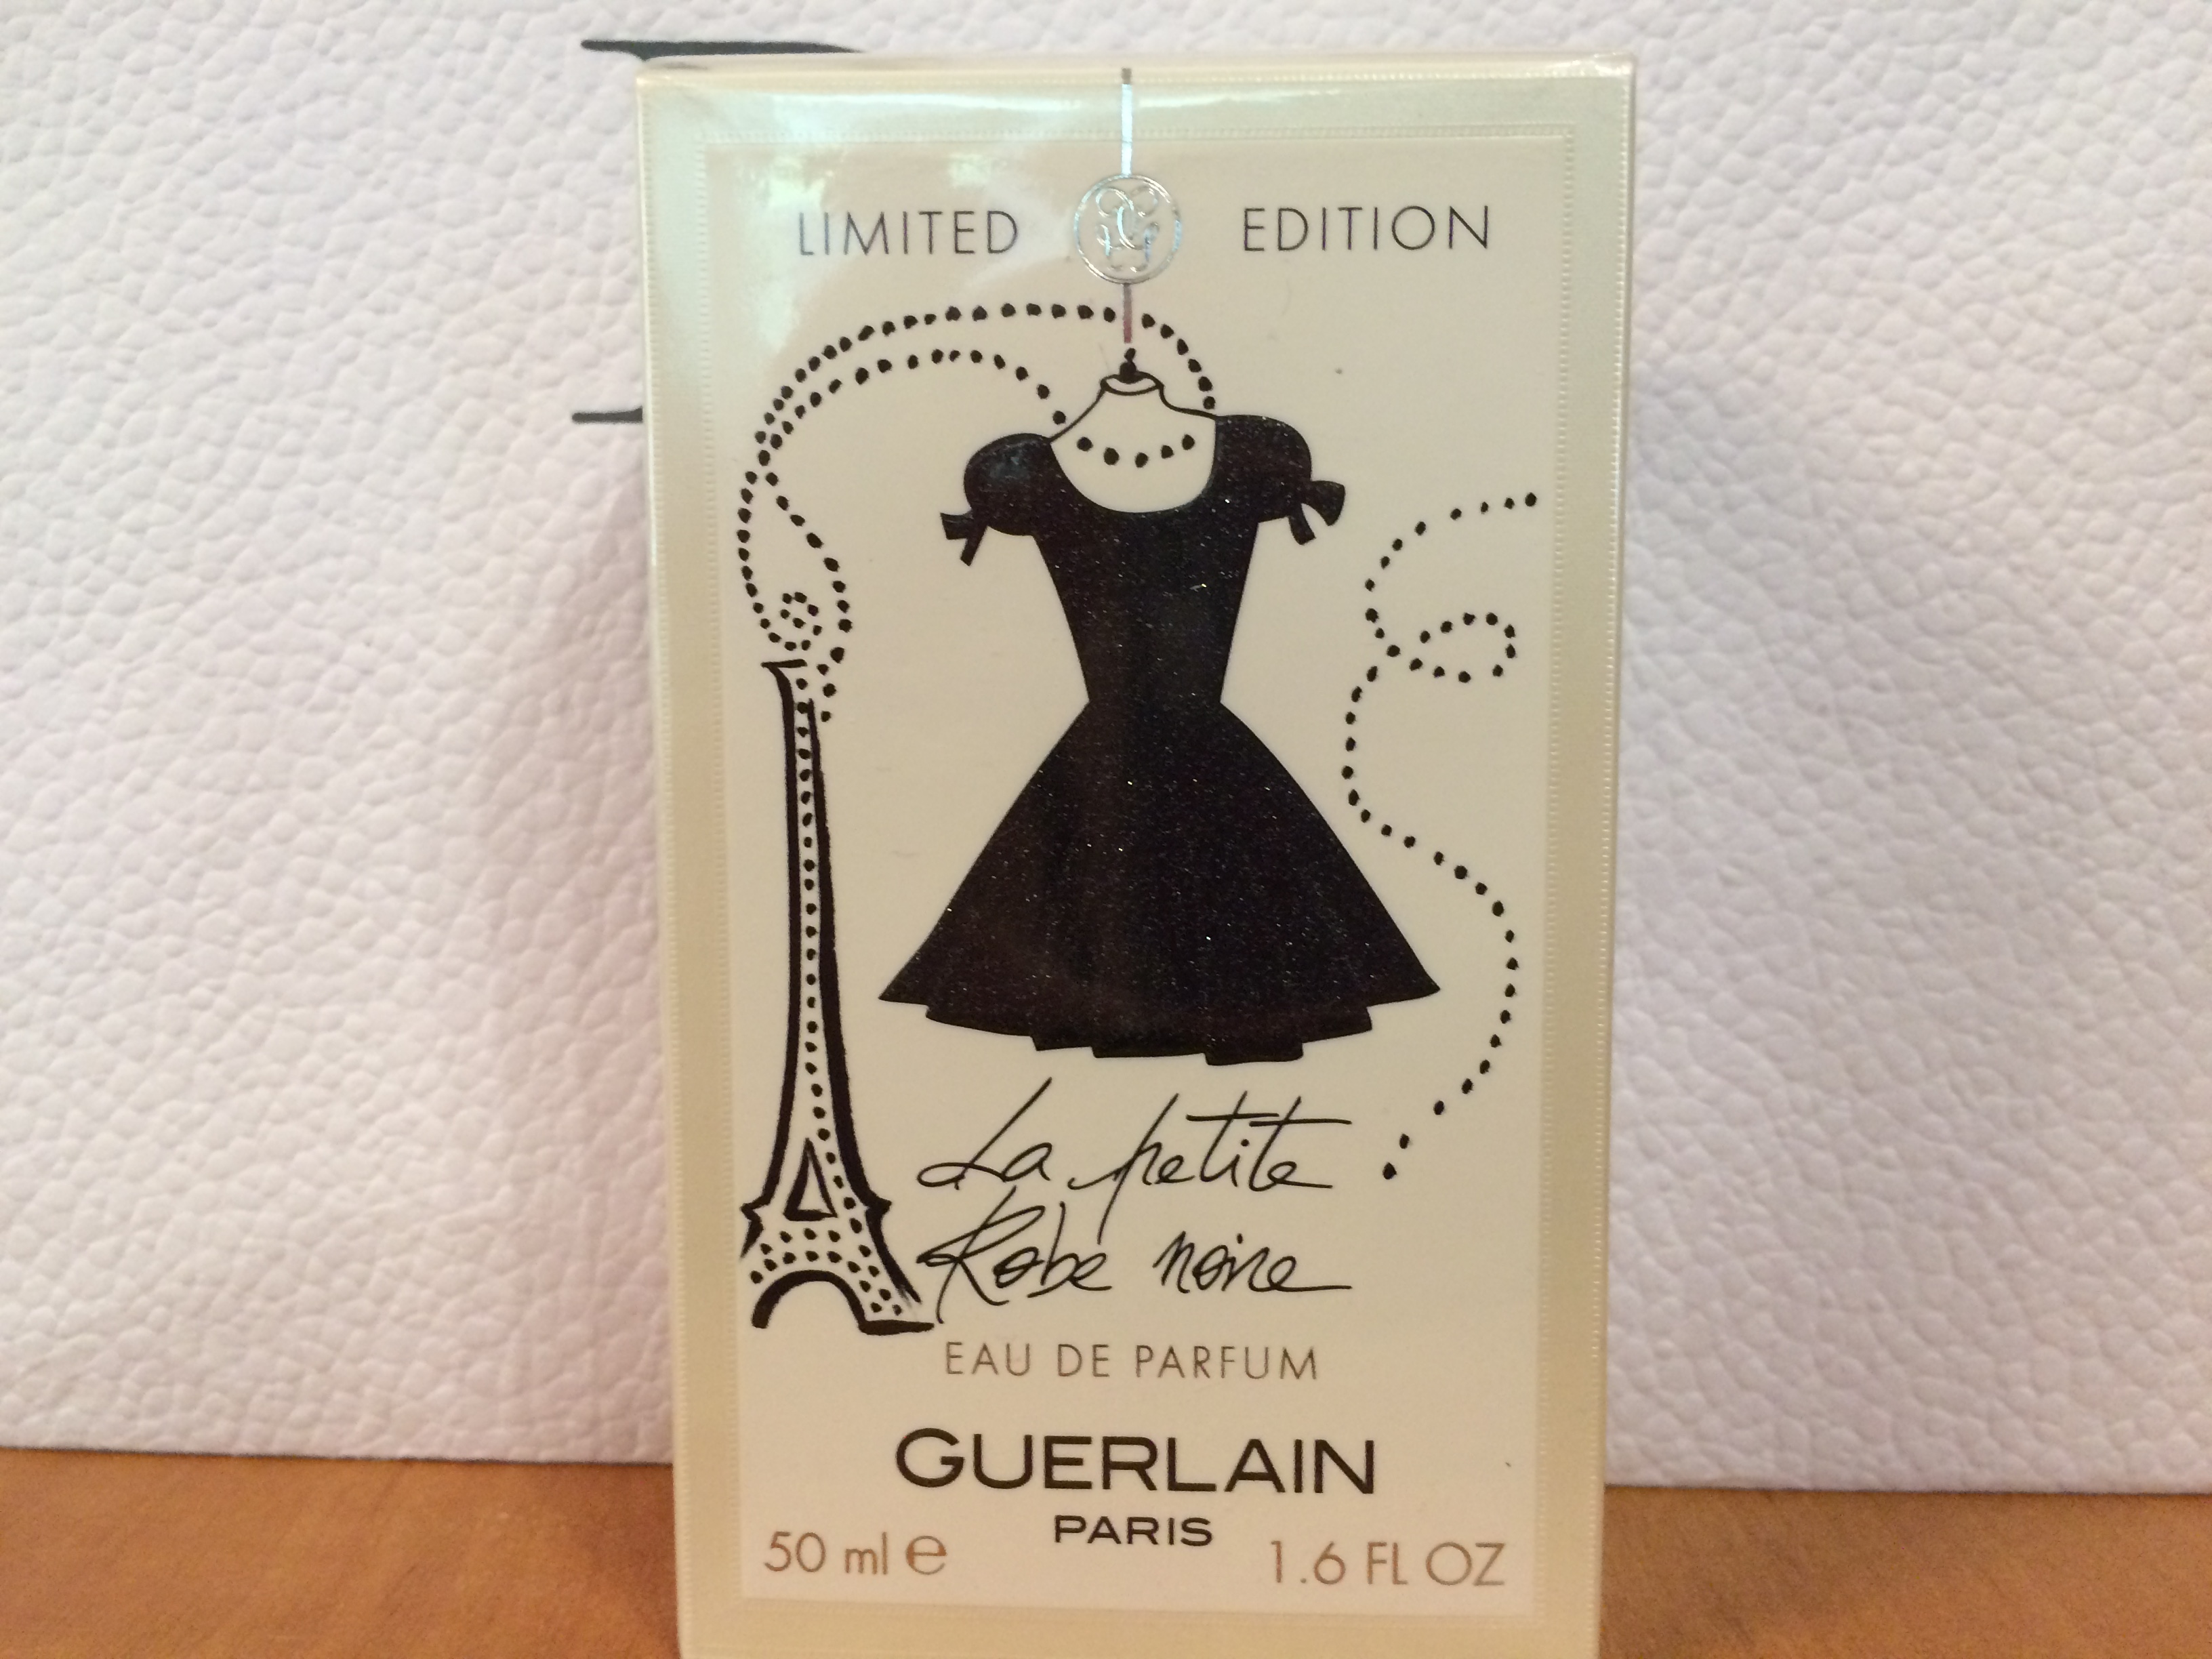 LIMITED EDITION
La petite
Robe noire
EAU DE PARFUM
GUERLAIN
PARIS
50 ml ℮ 1.6 FL OZ